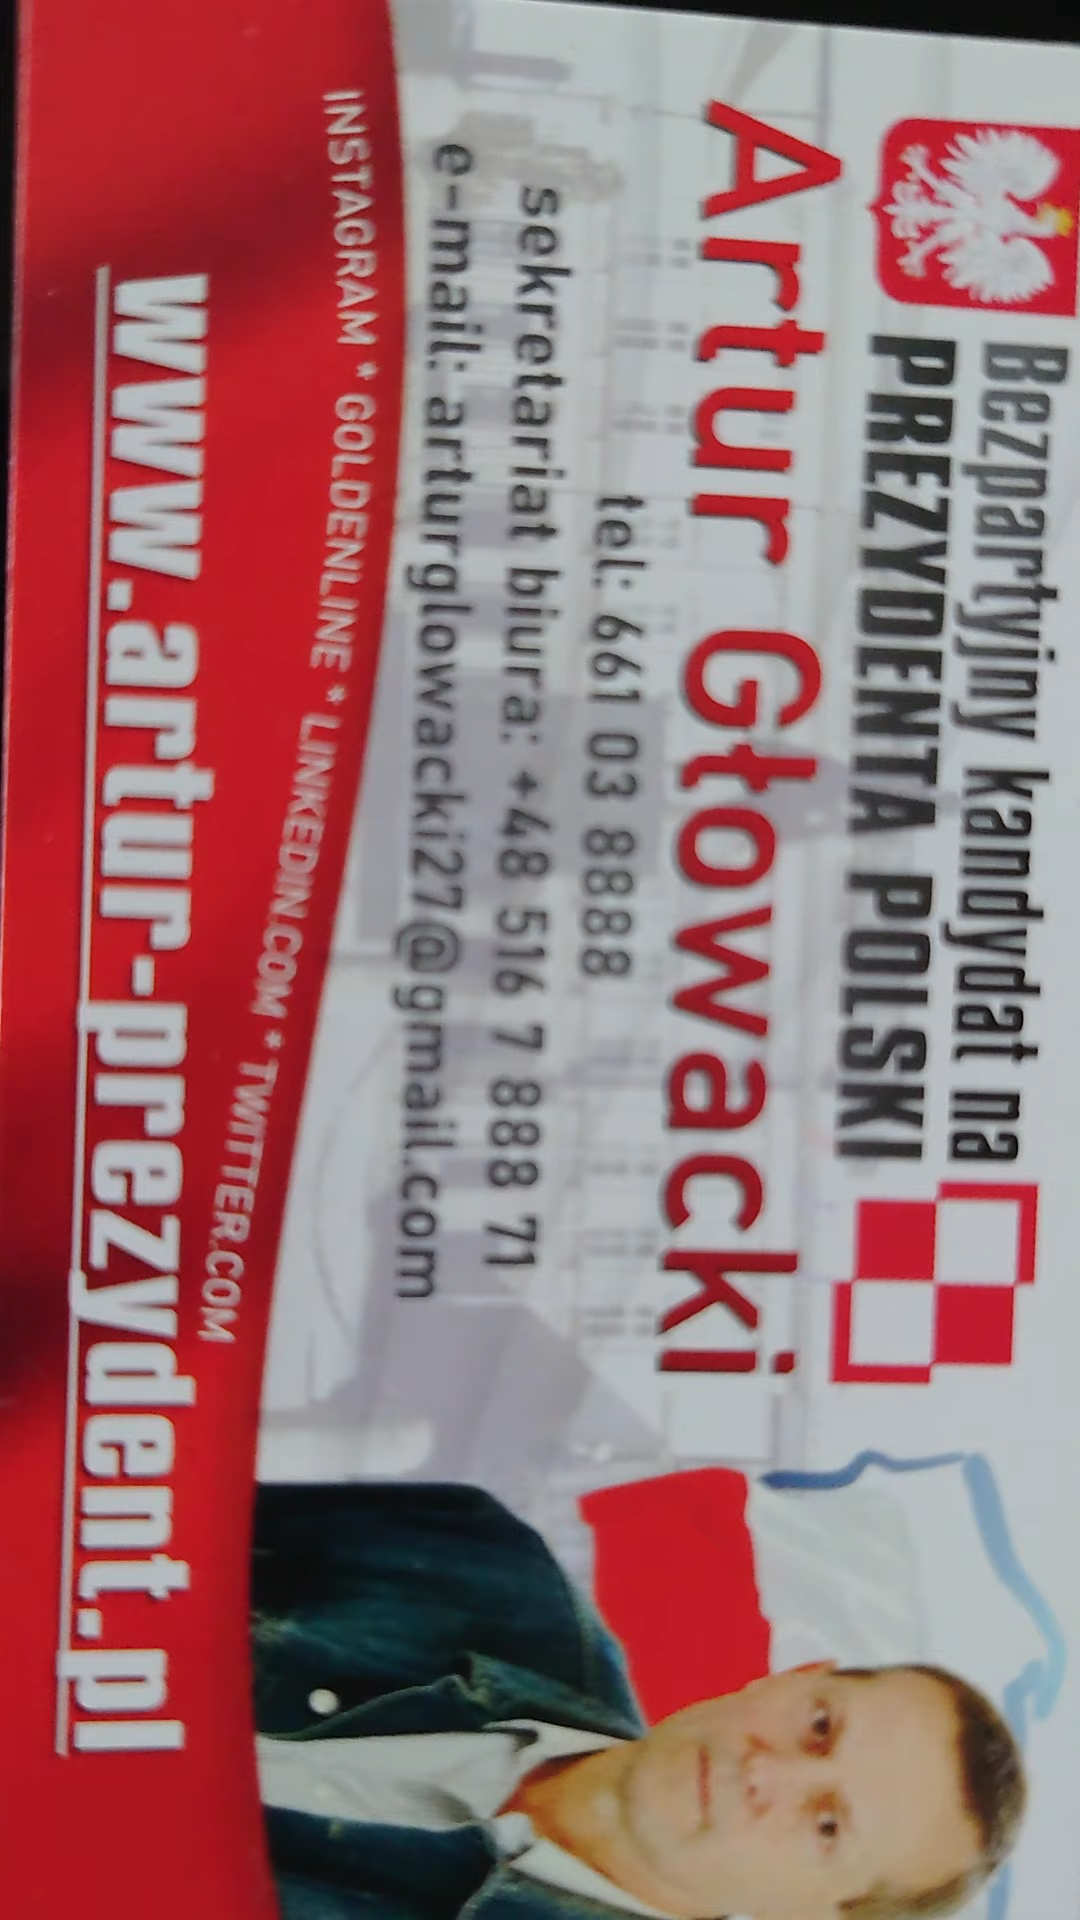 Bezpartyjny kandydat na
PREZYDENTA POLSKI
Artur Głowacki
tel: 661 03 8888
sekretariat biura: +48 516 7 888 71
e-mail: arturglowacki27@gmail.com
INSTAGRAM * GOLDENLINE * LINKEDIN.COM * TWITTER.COM
www.artur-prezydent.pl